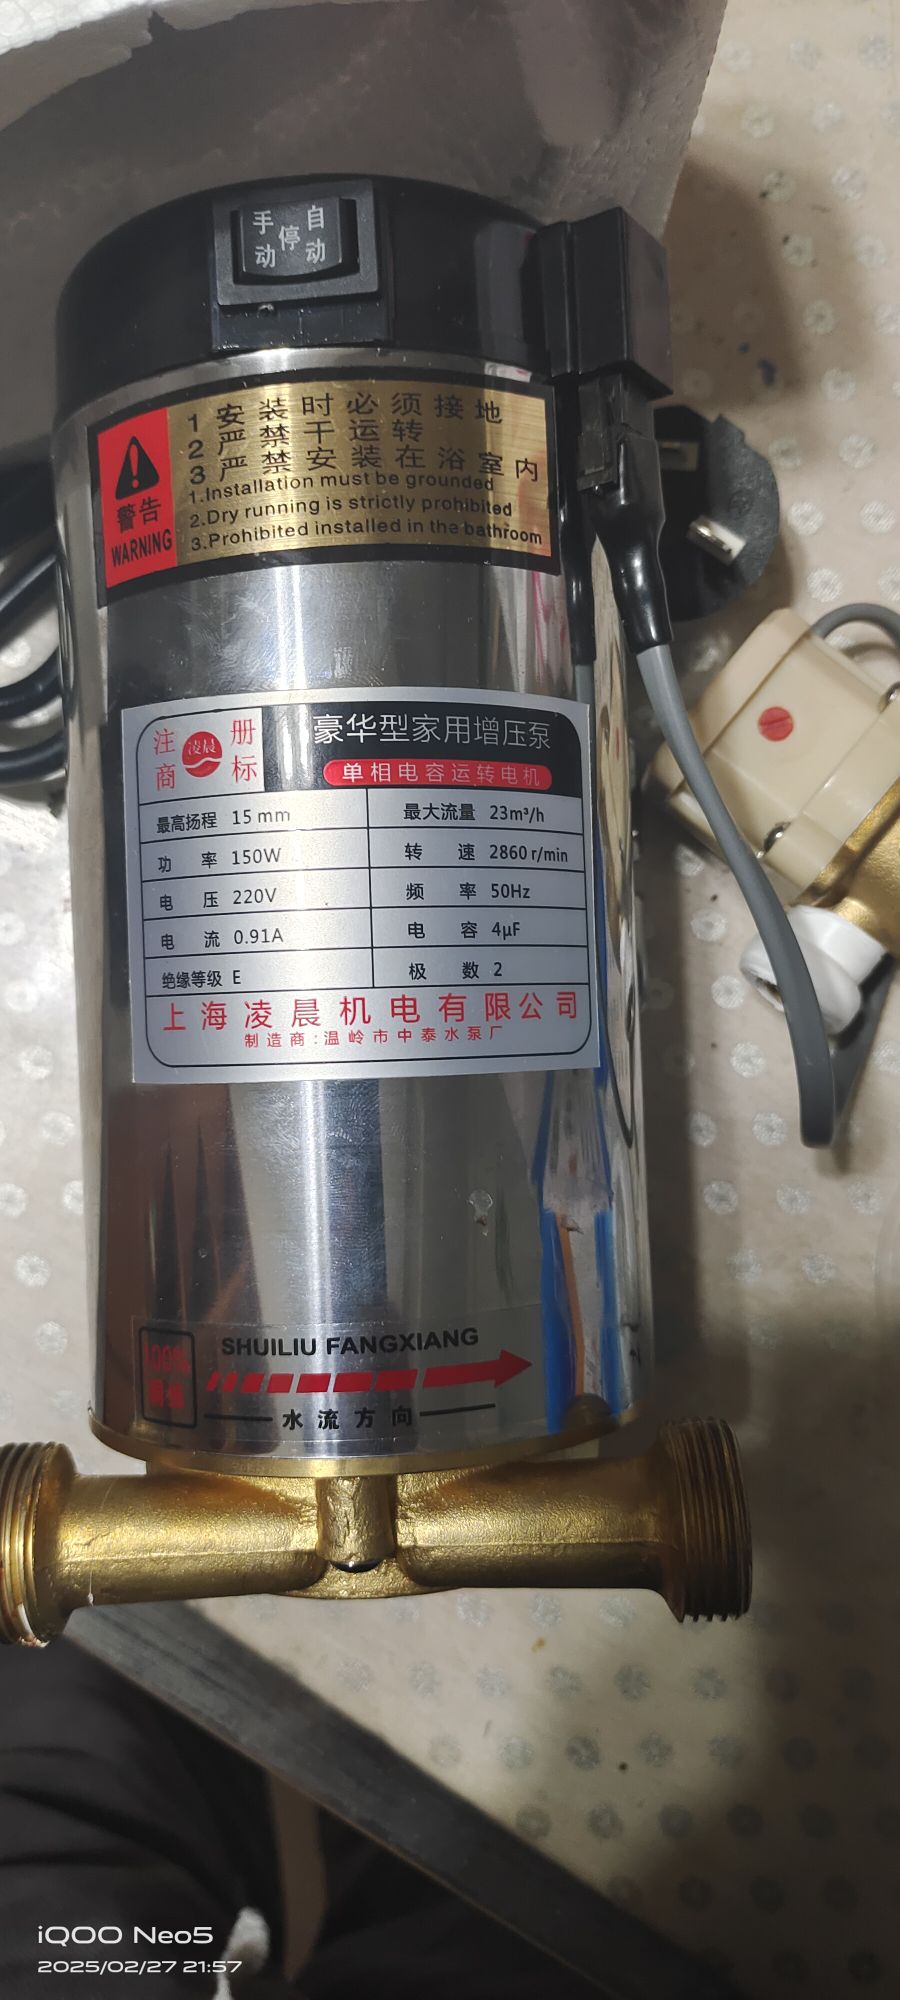 手动 停 自动
1 安装时必须接地
2 严禁干运转
3 严禁安装在浴室内
1.Installation must be grounded
2.Dry running is strictly prohibited
3.Prohibited installed in the bathroom
警告
WARNING
注册商标
凌晨
豪华型家用增压泵
单相电容运转电机
最高扬程 15 mm 最大流量 23m³/h
功率 150W 转速 2860 r/min
电压 220V 频率 50Hz
电流 0.91A 电容 4μF
绝缘等级 E 极数 2
上海凌晨机电有限公司
制造商:温岭市中泰水泵厂
100%
SHUILIU FANGXIANG
水流方向
iQOO Neo5
2025/02/27 21:57